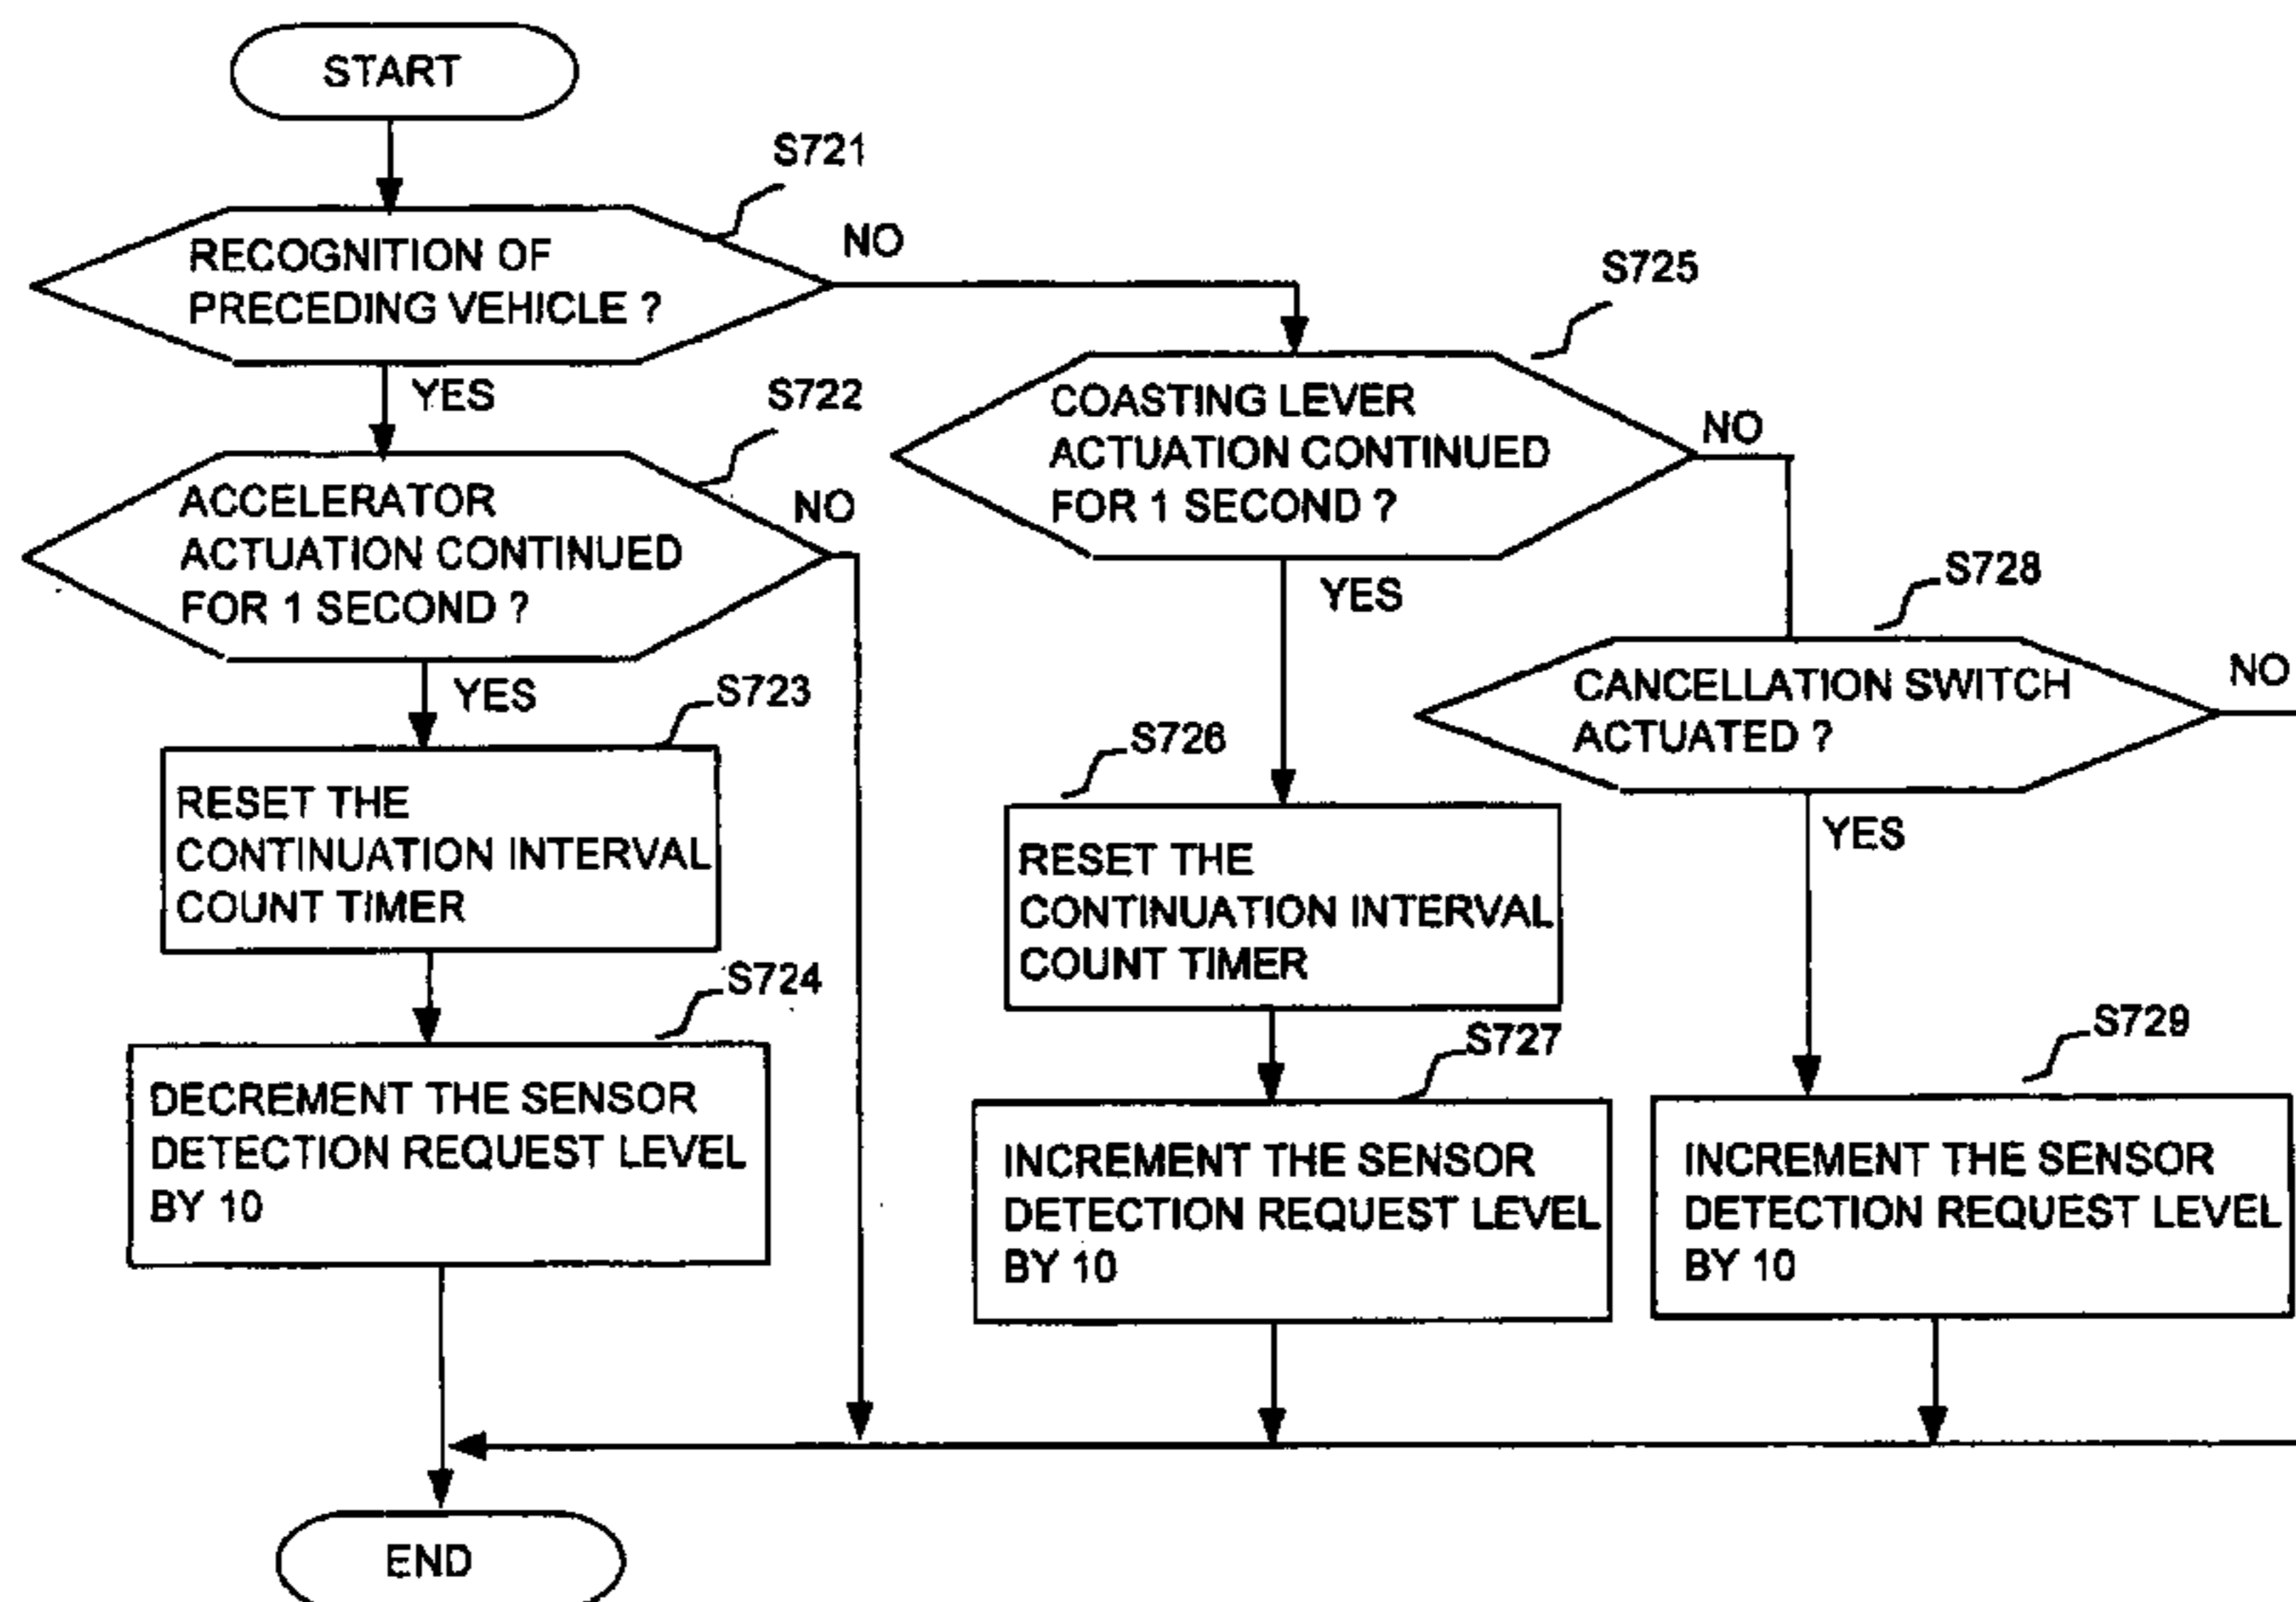 START
S721
RECOGNITION OF
PRECEDING VEHICLE ?
NO
YES
S722
ACCELERATOR
ACTUATION CONTINUED
FOR 1 SECOND ?
NO
YES
S723
RESET THE
CONTINUATION INTERVAL
COUNT TIMER
S724
DECREMENT THE SENSOR
DETECTION REQUEST LEVEL
BY 10
S725
COASTING LEVER
ACTUATION CONTINUED
FOR 1 SECOND ?
NO
YES
S726
RESET THE
CONTINUATION INTERVAL
COUNT TIMER
S727
INCREMENT THE SENSOR
DETECTION REQUEST LEVEL
BY 10
S728
CANCELLATION SWITCH
ACTUATED ?
NO
YES
S729
INCREMENT THE SENSOR
DETECTION REQUEST LEVEL
BY 10
END